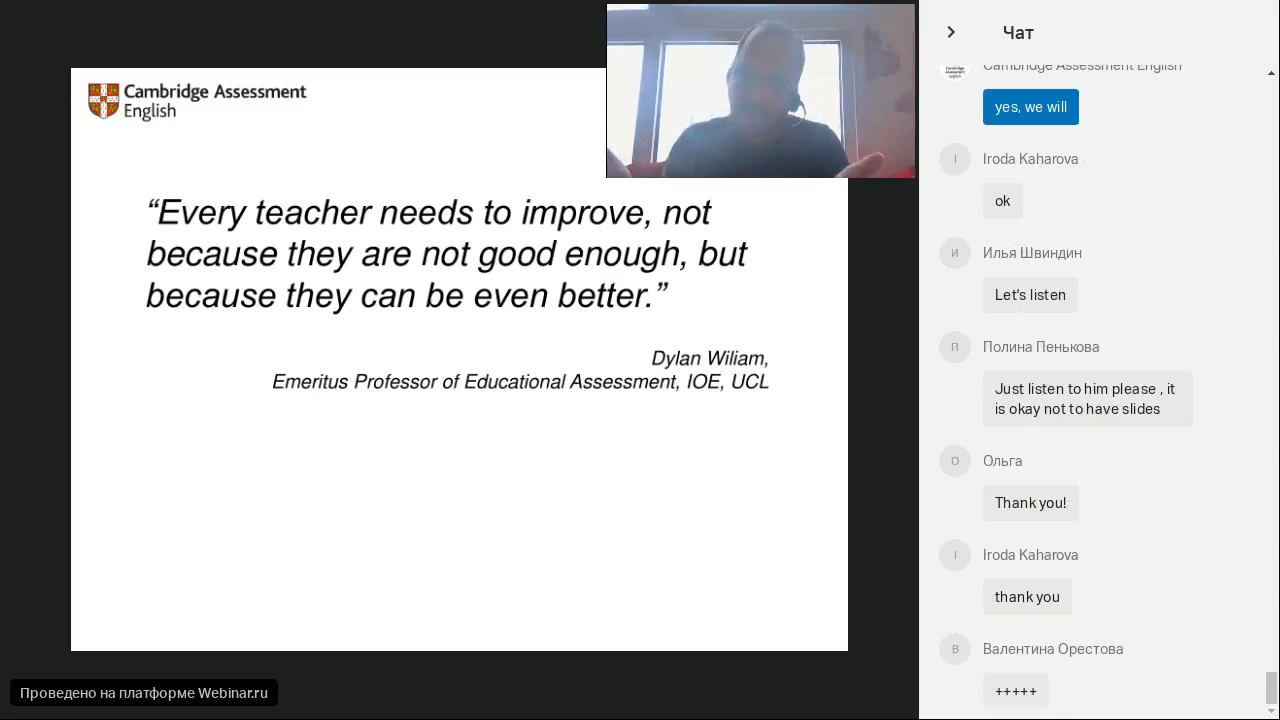 Cambridge Assessment
English
“Every teacher needs to improve, not
because they are not good enough, but
because they can be even better.”
Dylan Wiliam,
Emeritus Professor of Educational Assessment, IOE, UCL
Проведено на платформе Webinar.ru
Чат
Cambridge Assessment English
yes, we will
I
Iroda Kaharova
ok
И
Илья Швиндин
Let's listen
П
Полина Пенькова
Just listen to him please , it
is okay not to have slides
О
Ольга
Thank you!
I
Iroda Kaharova
thank you
В
Валентина Орестова
+++++